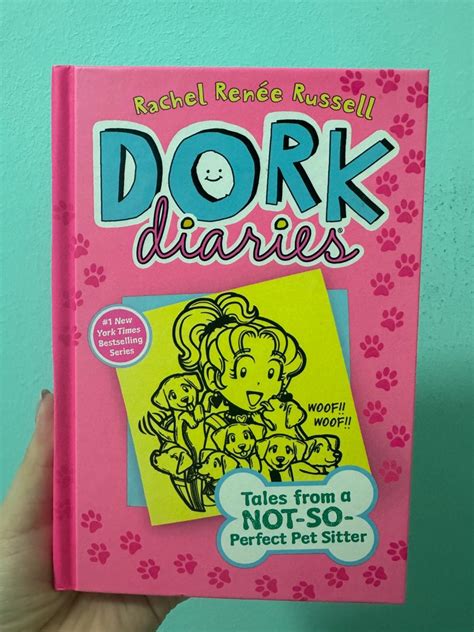 Rachel Renée Russell
DORK
diaries®
#1 New
York Times
Bestselling
Series
WOOF!!
WOOF!!
Tales from a
NOT-SO-
Perfect Pet Sitter